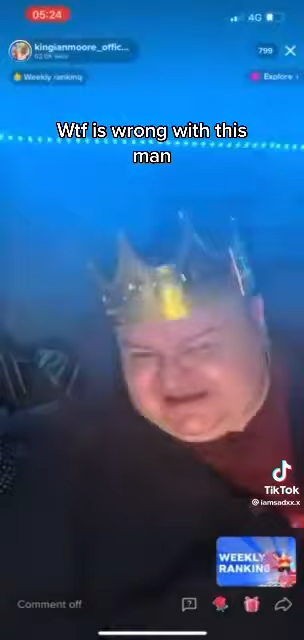 05:24
4G
kingianmoore_offic...
799
Weekly ranking
Explore >
Wtf is wrong with this
man
TikTok
@iamsadxx.x
WEEKLY
RANKING
Comment off